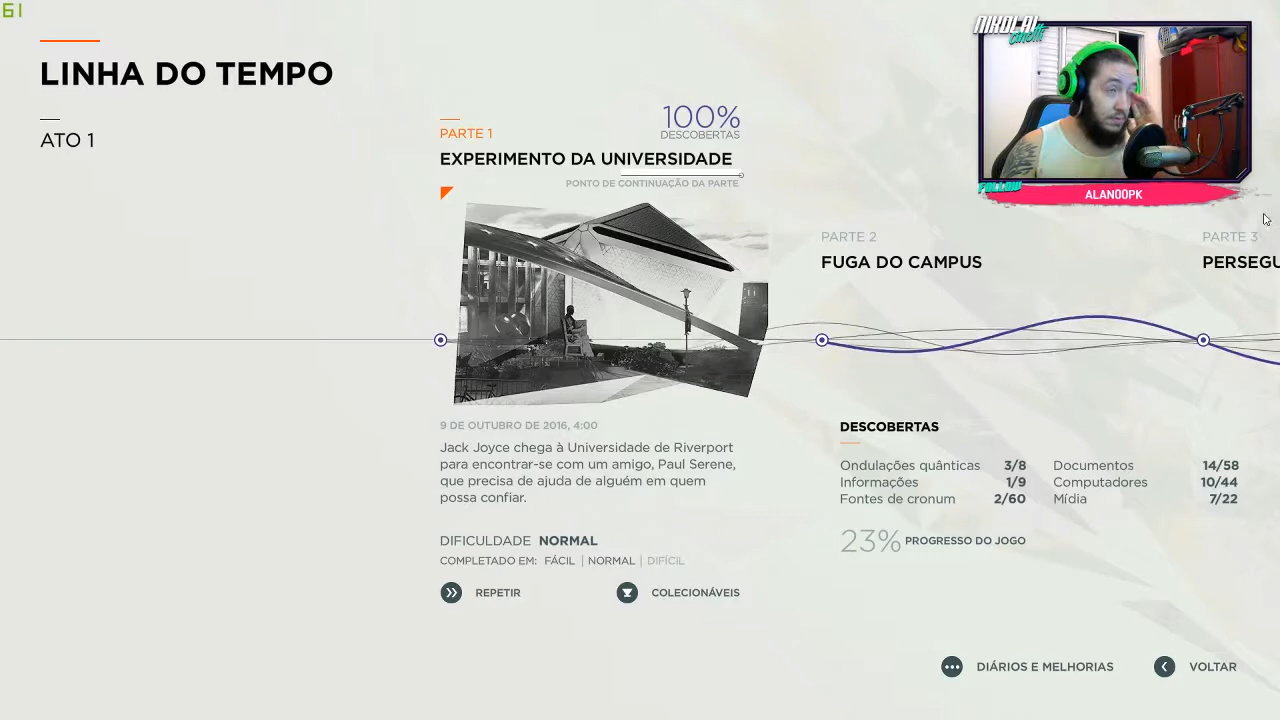 61
LINHA DO TEMPO
ATO 1
PARTE 1
100%
DESCOBERTAS
EXPERIMENTO DA UNIVERSIDADE
PONTO DE CONTINUAÇÃO DA PARTE
9 DE OUTUBRO DE 2016, 4:00
Jack Joyce chega à Universidade de Riverport
para encontrar-se com um amigo, Paul Serene,
que precisa de ajuda de alguém em quem
possa confiar.
DIFICULDADE NORMAL
COMPLETADO EM: FÁCIL | NORMAL | DIFÍCIL
REPETIR
COLECIONÁVEIS
NIKOLAI
FOLLOW
ALAN00PK
PARTE 2
FUGA DO CAMPUS
PARTE 3
PERSEGU
DESCOBERTAS
Ondulações quânticas 3/8
Informações 1/9
Fontes de cronum 2/60
Documentos 14/58
Computadores 10/44
Mídia 7/22
23% PROGRESSO DO JOGO
DIÁRIOS E MELHORIAS
VOLTAR